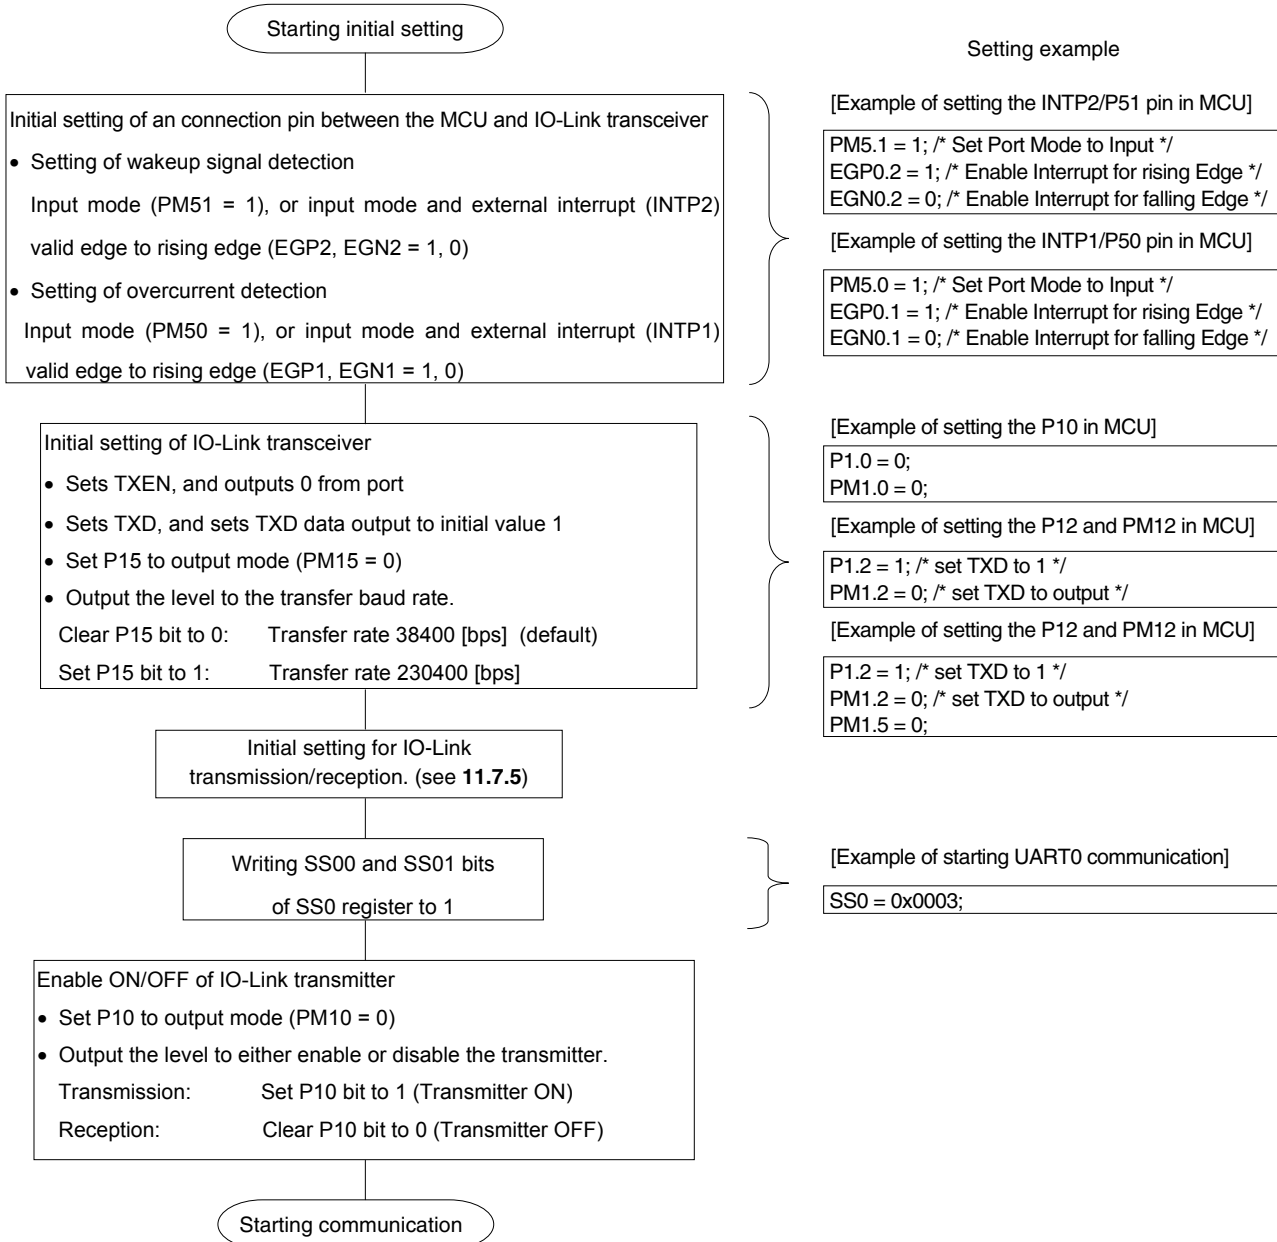 Starting initial setting
Setting example
Initial setting of an connection pin between the MCU and IO-Link transceiver
• Setting of wakeup signal detection
Input mode (PM51 = 1), or input mode and external interrupt (INTP2)
valid edge to rising edge (EGP2, EGN2 = 1, 0)
• Setting of overcurrent detection
Input mode (PM50 = 1), or input mode and external interrupt (INTP1)
valid edge to rising edge (EGP1, EGN1 = 1, 0)
[Example of setting the INTP2/P51 pin in MCU]
PM5.1 = 1; /* Set Port Mode to Input */
EGP0.2 = 1; /* Enable Interrupt for rising Edge */
EGN0.2 = 0; /* Enable Interrupt for falling Edge */
[Example of setting the INTP1/P50 pin in MCU]
PM5.0 = 1; /* Set Port Mode to Input */
EGP0.1 = 1; /* Enable Interrupt for rising Edge */
EGN0.1 = 0; /* Enable Interrupt for falling Edge */
Initial setting of IO-Link transceiver
• Sets TXEN, and outputs 0 from port
• Sets TXD, and sets TXD data output to initial value 1
• Set P15 to output mode (PM15 = 0)
• Output the level to the transfer baud rate.
Clear P15 bit to 0: Transfer rate 38400 [bps] (default)
Set P15 bit to 1: Transfer rate 230400 [bps]
[Example of setting the P10 in MCU]
P1.0 = 0;
PM1.0 = 0;
[Example of setting the P12 and PM12 in MCU]
P1.2 = 1; /* set TXD to 1 */
PM1.2 = 0; /* set TXD to output */
[Example of setting the P12 and PM12 in MCU]
P1.2 = 1; /* set TXD to 1 */
PM1.2 = 0; /* set TXD to output */
PM1.5 = 0;
Initial setting for IO-Link
transmission/reception. (see 11.7.5)
Writing SS00 and SS01 bits
of SS0 register to 1
[Example of starting UART0 communication]
SS0 = 0x0003;
Enable ON/OFF of IO-Link transmitter
• Set P10 to output mode (PM10 = 0)
• Output the level to either enable or disable the transmitter.
Transmission: Set P10 bit to 1 (Transmitter ON)
Reception: Clear P10 bit to 0 (Transmitter OFF)
Starting communication